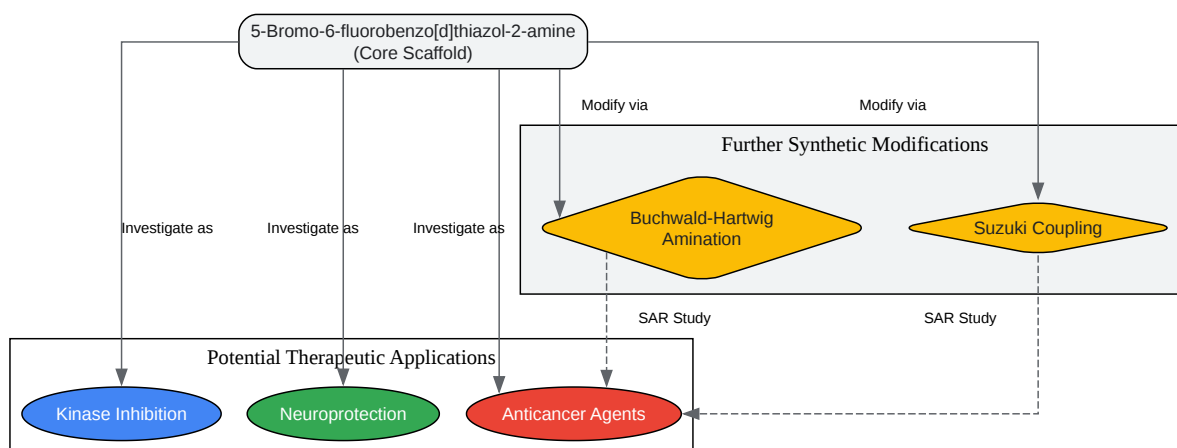 5-Bromo-6-fluorobenzo[d]thiazol-2-amine
(Core Scaffold)
Modify via
Modify via
Further Synthetic Modifications
Buchwald-Hartwig
Amination
Suzuki Coupling
Investigate as
Investigate as
Investigate as
SAR Study
SAR Study
Potential Therapeutic Applications
Kinase Inhibition
Neuroprotection
Anticancer Agents